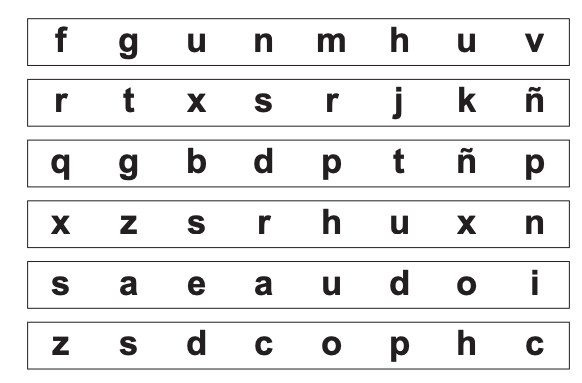 f g u n m h u v
r t x s r j k ñ
q g b d p t ñ p
x z s r h u x n
s a e a u d o i
z s d c o p h c